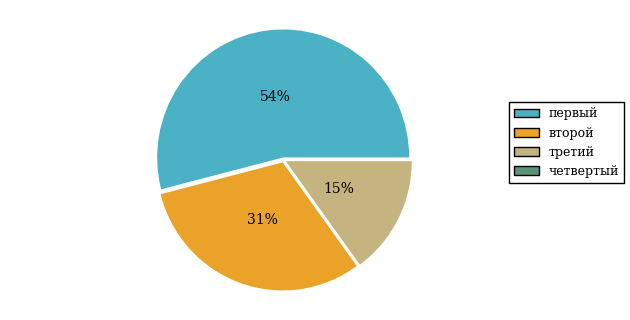 54%
31%
15%
первый
второй
третий
четвертый